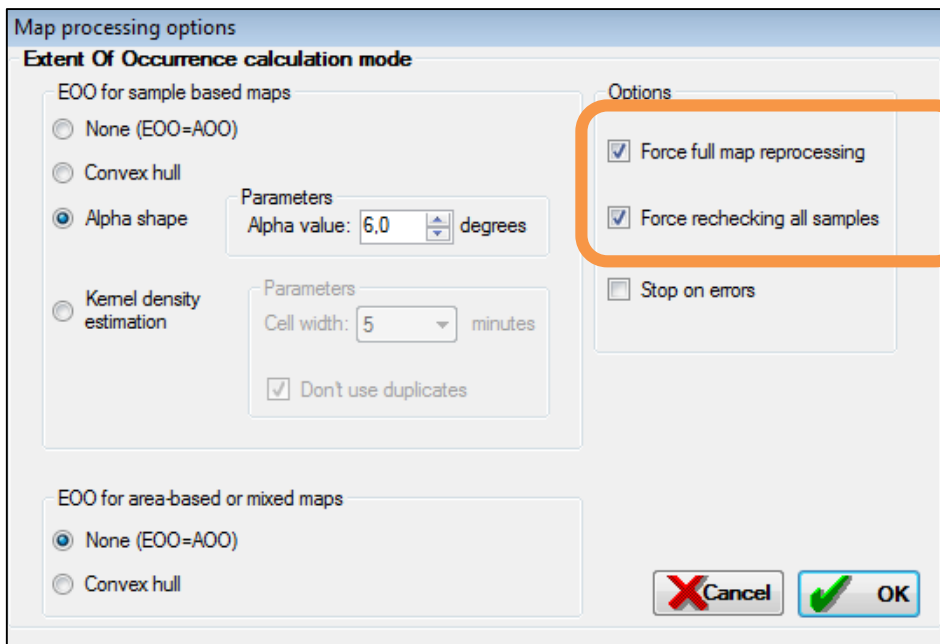 Map processing options
Extent Of Occurrence calculation mode
EOO for sample based maps
None (EOO=AOO)
Convex hull
Alpha shape
Parameters
Alpha value: 6,0 degrees
Kernel density
estimation
Parameters
Cell width: 5 minutes
Don't use duplicates
Options
Force full map reprocessing
Force rechecking all samples
Stop on errors
EOO for area-based or mixed maps
None (EOO=AOO)
Convex hull
Cancel
OK